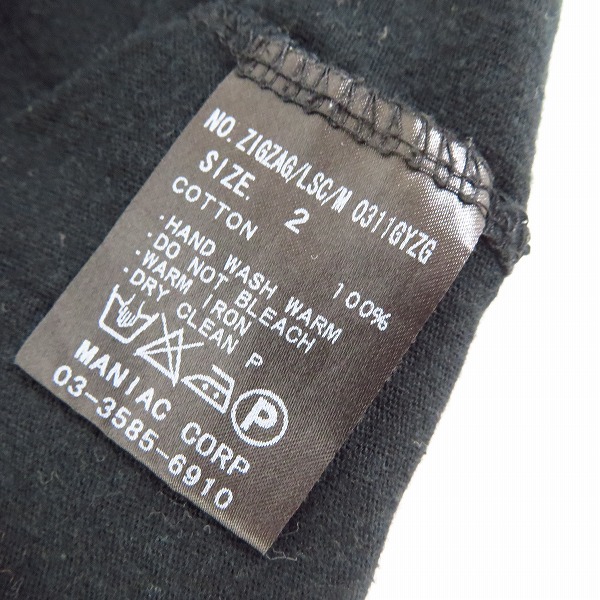 NO. ZIGZAG/LSC/M 0311GYZG
SIZE. 2
COTTON 100%
・HAND WASH WARM
・DO NOT BLEACH
・WARM IRON
・DRY CLEAN P
P
MANIAC CORP
03-3585-6910